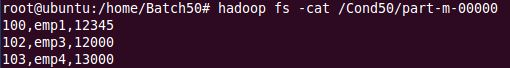 root@ubuntu:/home/Batch50# hadoop fs -cat /Cond50/part-m-00000
100,emp1,12345
102,emp3,12000
103,emp4,13000